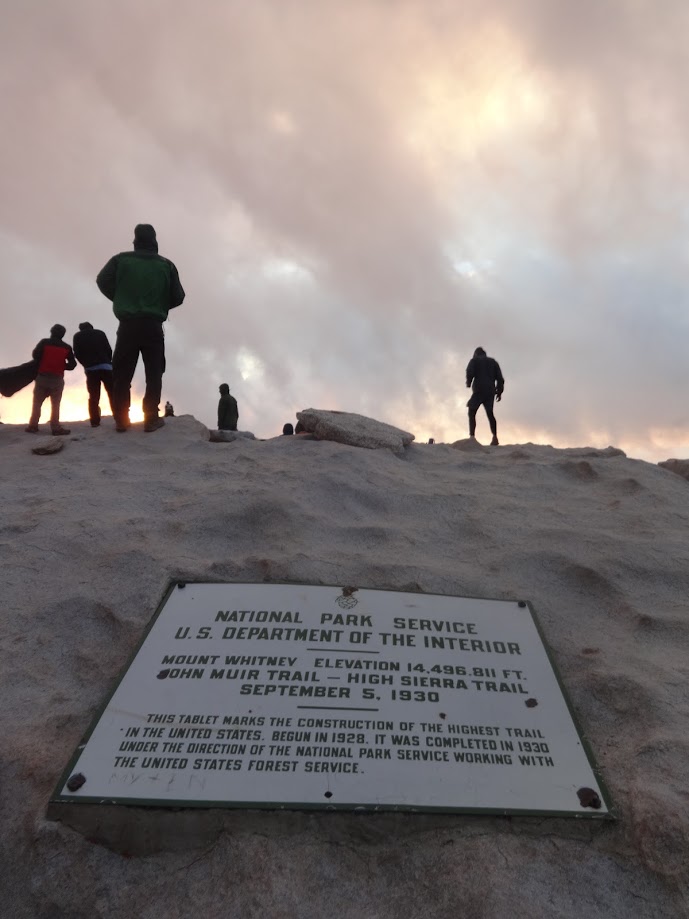 NATIONAL PARK SERVICE
U.S. DEPARTMENT OF THE INTERIOR
MOUNT WHITNEY ELEVATION 14,496.811 FT.
JOHN MUIR TRAIL — HIGH SIERRA TRAIL
SEPTEMBER 5, 1930
THIS TABLET MARKS THE CONSTRUCTION OF THE HIGHEST TRAIL
IN THE UNITED STATES. BEGUN IN 1928. IT WAS COMPLETED IN 1930
UNDER THE DIRECTION OF THE NATIONAL PARK SERVICE WORKING WITH
THE UNITED STATES FOREST SERVICE.